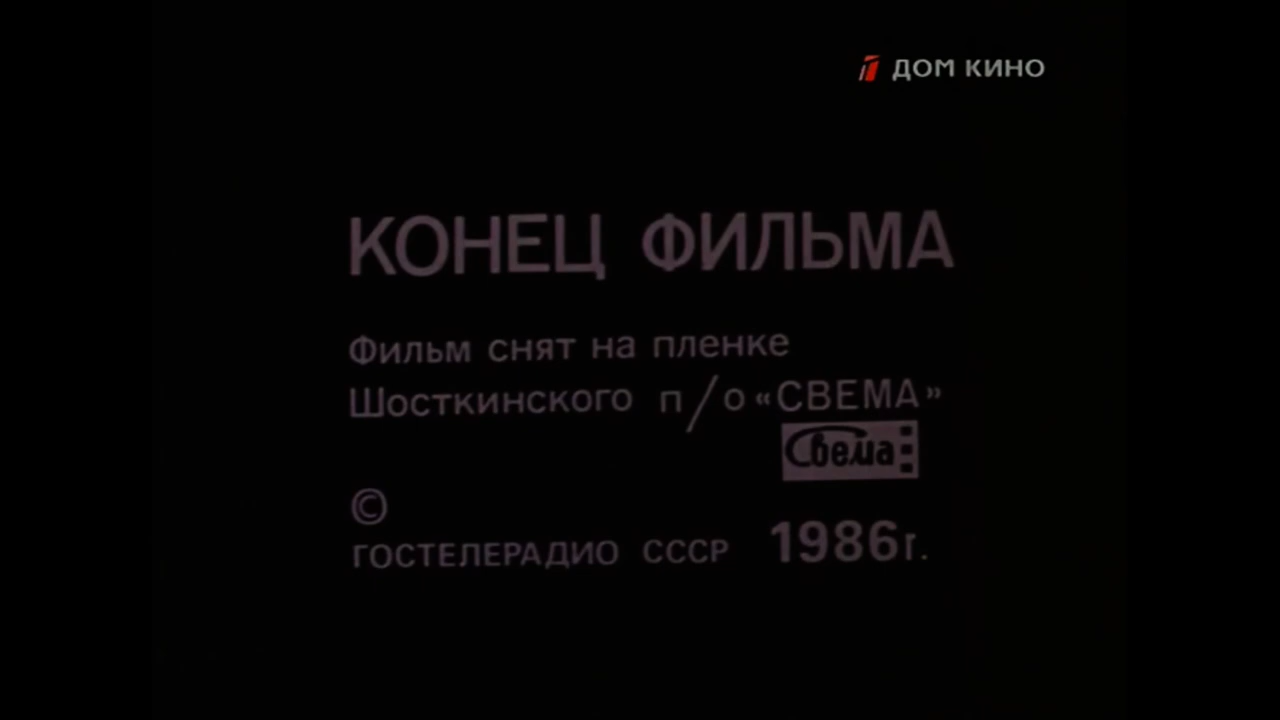 ДОМ КИНО
КОНЕЦ ФИЛЬМА
Фильм снят на пленке
Шосткинского п/о «СВЕМА»
Свема
©
ГОСТЕЛЕРАДИО СССР 1986г.